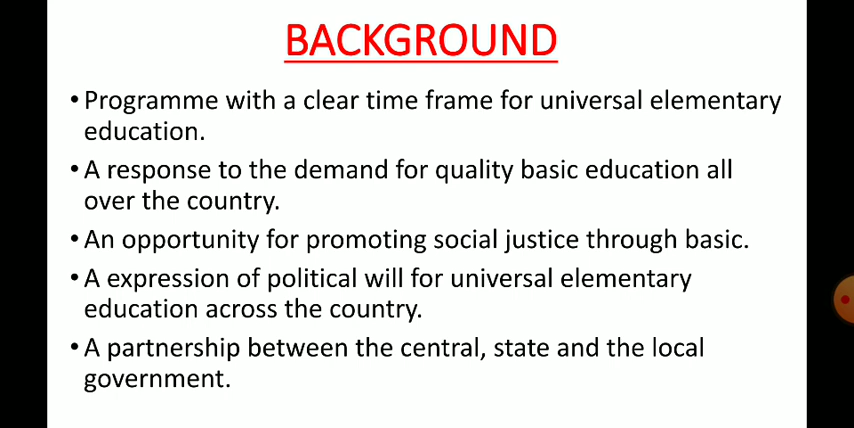 BACKGROUND
• Programme with a clear time frame for universal elementary
education.
• A response to the demand for quality basic education all
over the country.
• An opportunity for promoting social justice through basic.
• A expression of political will for universal elementary
education across the country.
• A partnership between the central, state and the local
government.